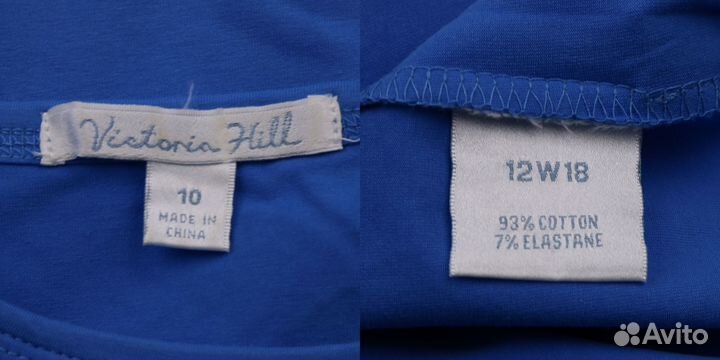 Victoria Hill
10
MADE IN
CHINA
12W18
93% COTTON
7% ELASTANE
Avito